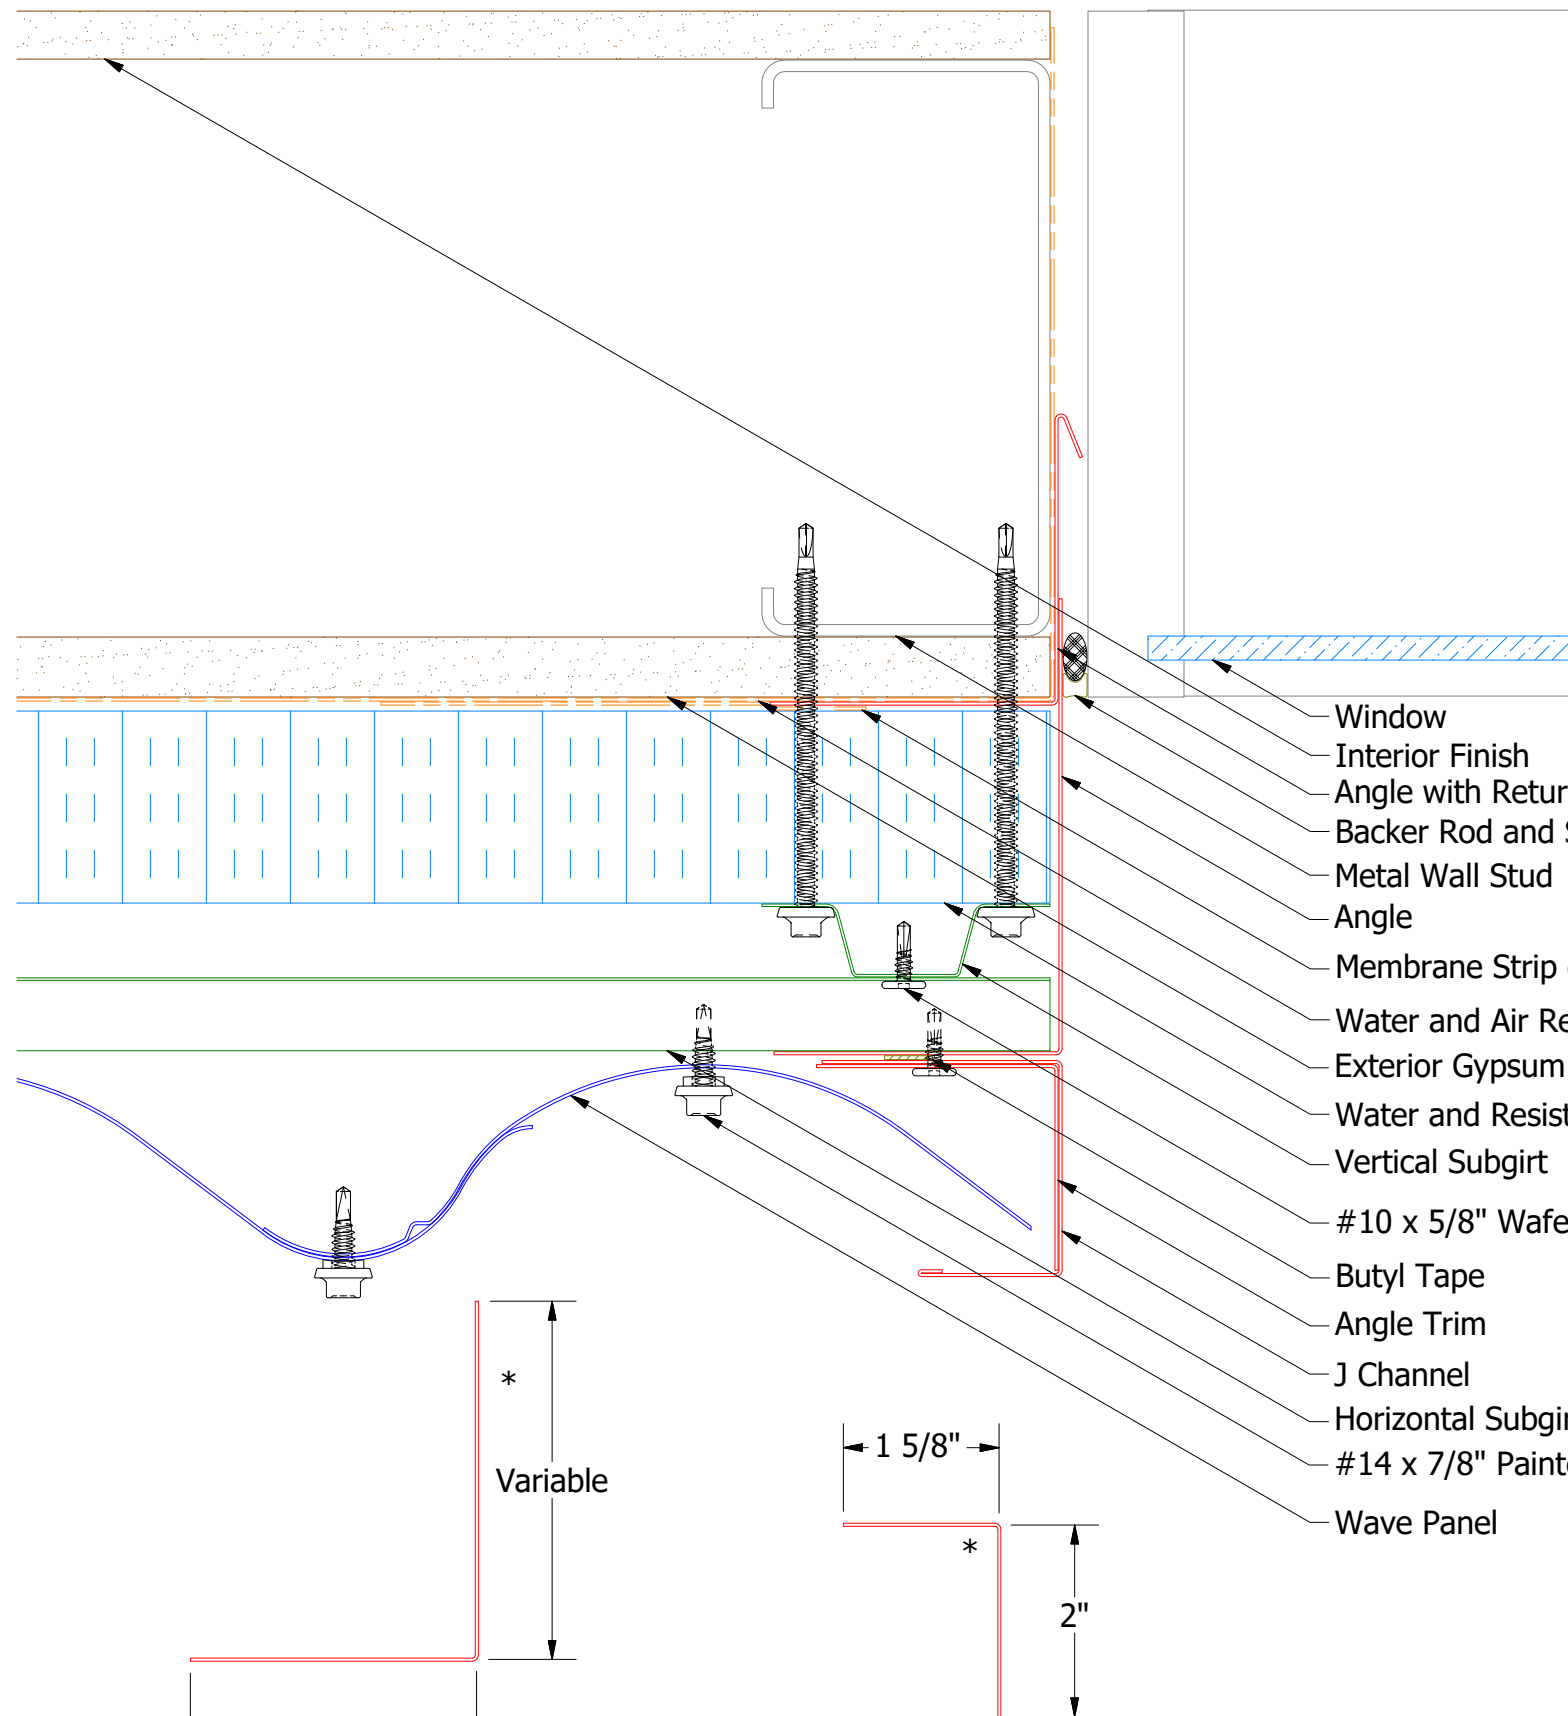 Window
Interior Finish
Angle with Retur
Backer Rod and S
Metal Wall Stud
Angle
Membrane Strip
Water and Air Re
Exterior Gypsum
Water and Resist
Vertical Subgirt
#10 x 5/8" Wafe
Butyl Tape
Angle Trim
J Channel
Horizontal Subgir
#14 x 7/8" Paint
Wave Panel
*
Variable
1 5/8"
*
2"